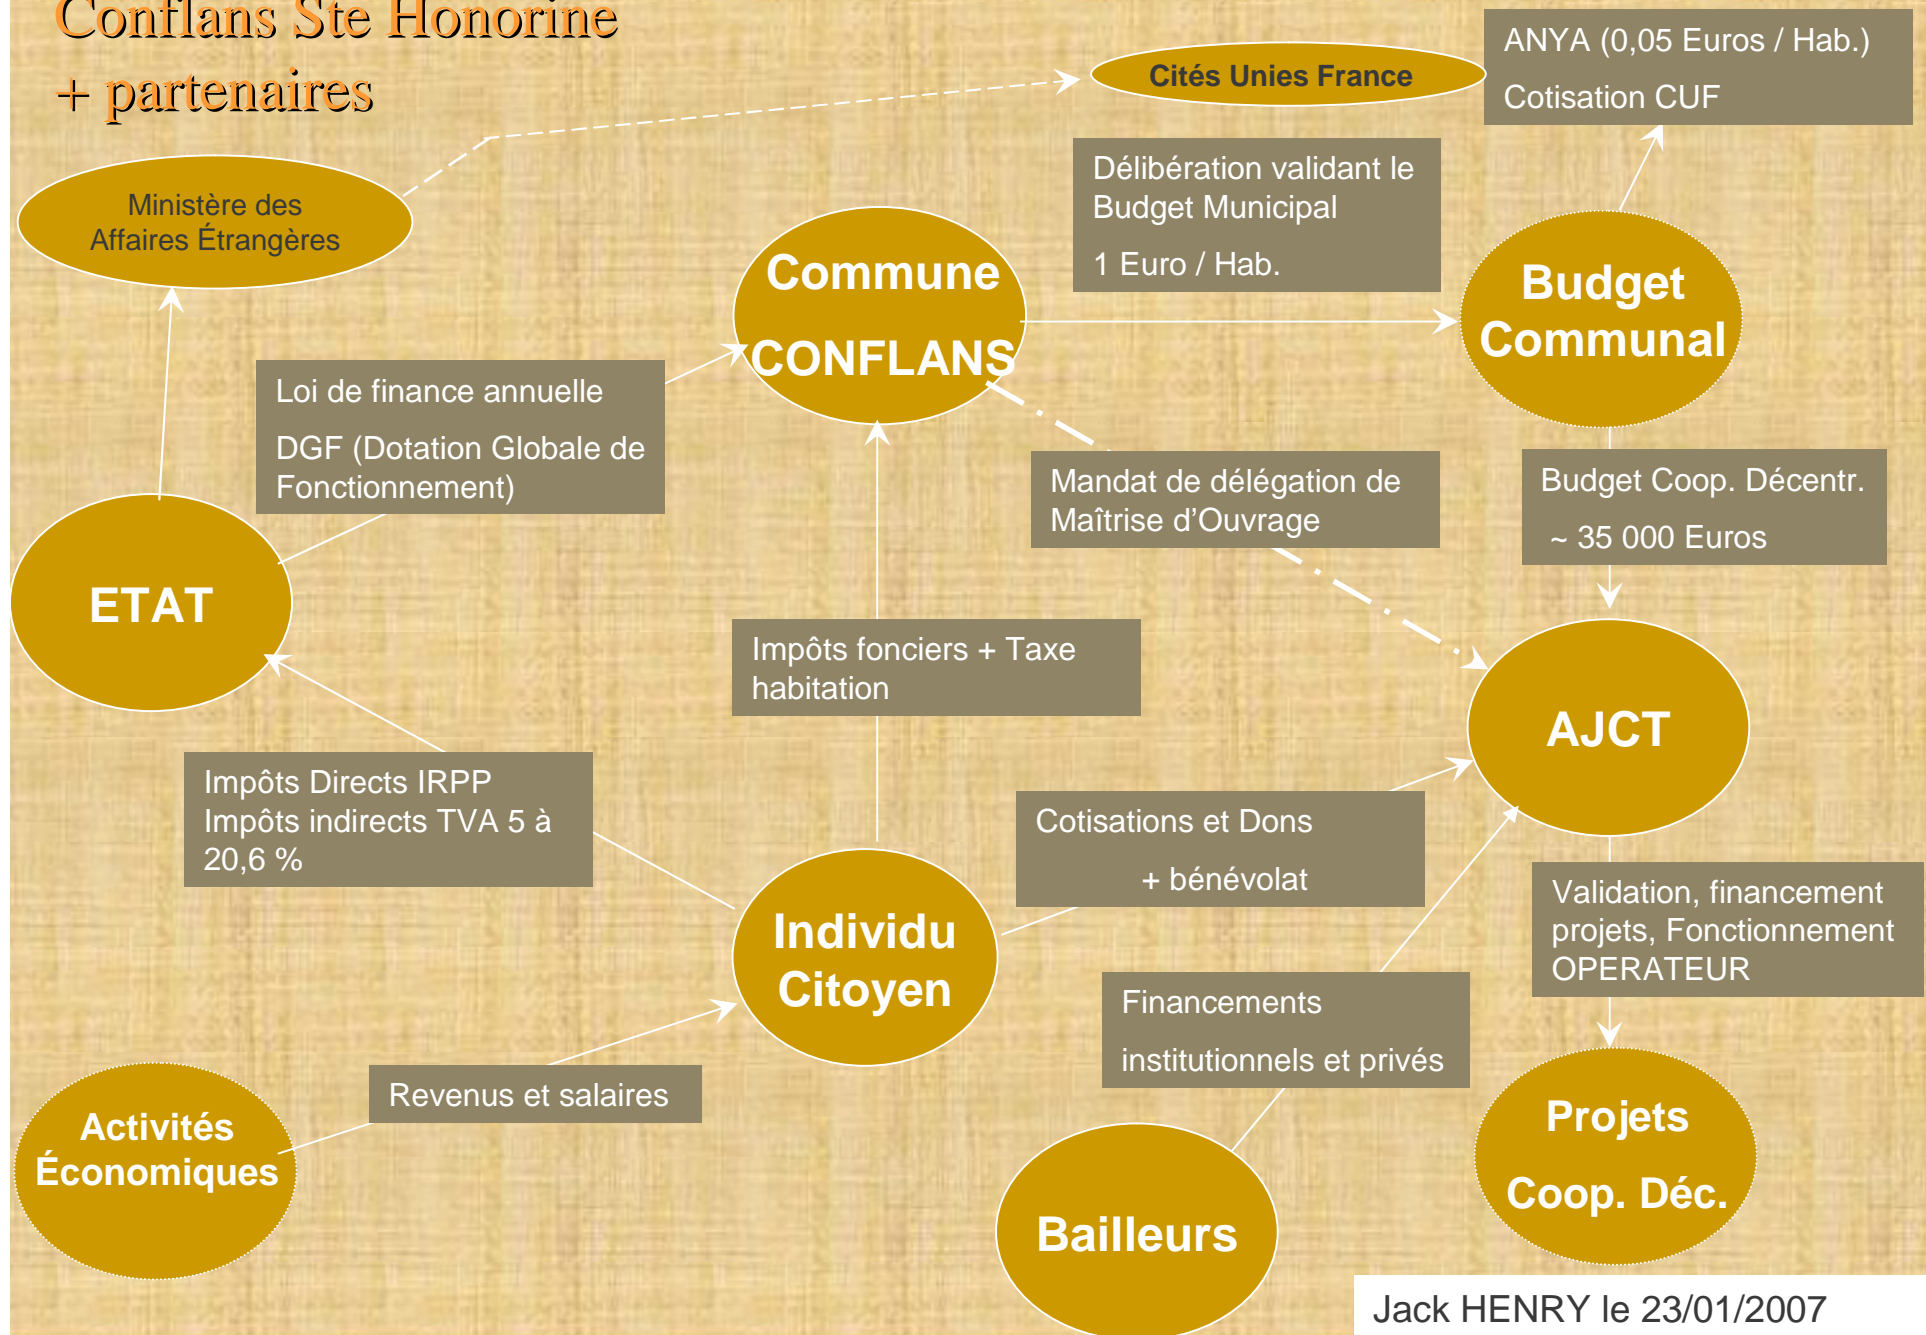 Conflans Ste Honorine
+ partenaires
ANYA (0,05 Euros / Hab.)
Cotisation CUF
Cités Unies France
Délibération validant le
Budget Municipal
1 Euro / Hab.
Ministère des
Affaires Étrangères
Commune
CONFLANS
Budget
Communal
Loi de finance annuelle
DGF (Dotation Globale de
Fonctionnement)
Mandat de délégation de
Maîtrise d’Ouvrage
Budget Coop. Décentr.
~ 35 000 Euros
ETAT
Impôts fonciers + Taxe
habitation
AJCT
Impôts Directs IRPP
Impôts indirects TVA 5 à
20,6 %
Cotisations et Dons
+ bénévolat
Individu
Citoyen
Validation, financement
projets, Fonctionnement
OPERATEUR
Financements
institutionnels et privés
Revenus et salaires
Activités
Économiques
Projets
Coop. Déc.
Bailleurs
Jack HENRY le 23/01/2007